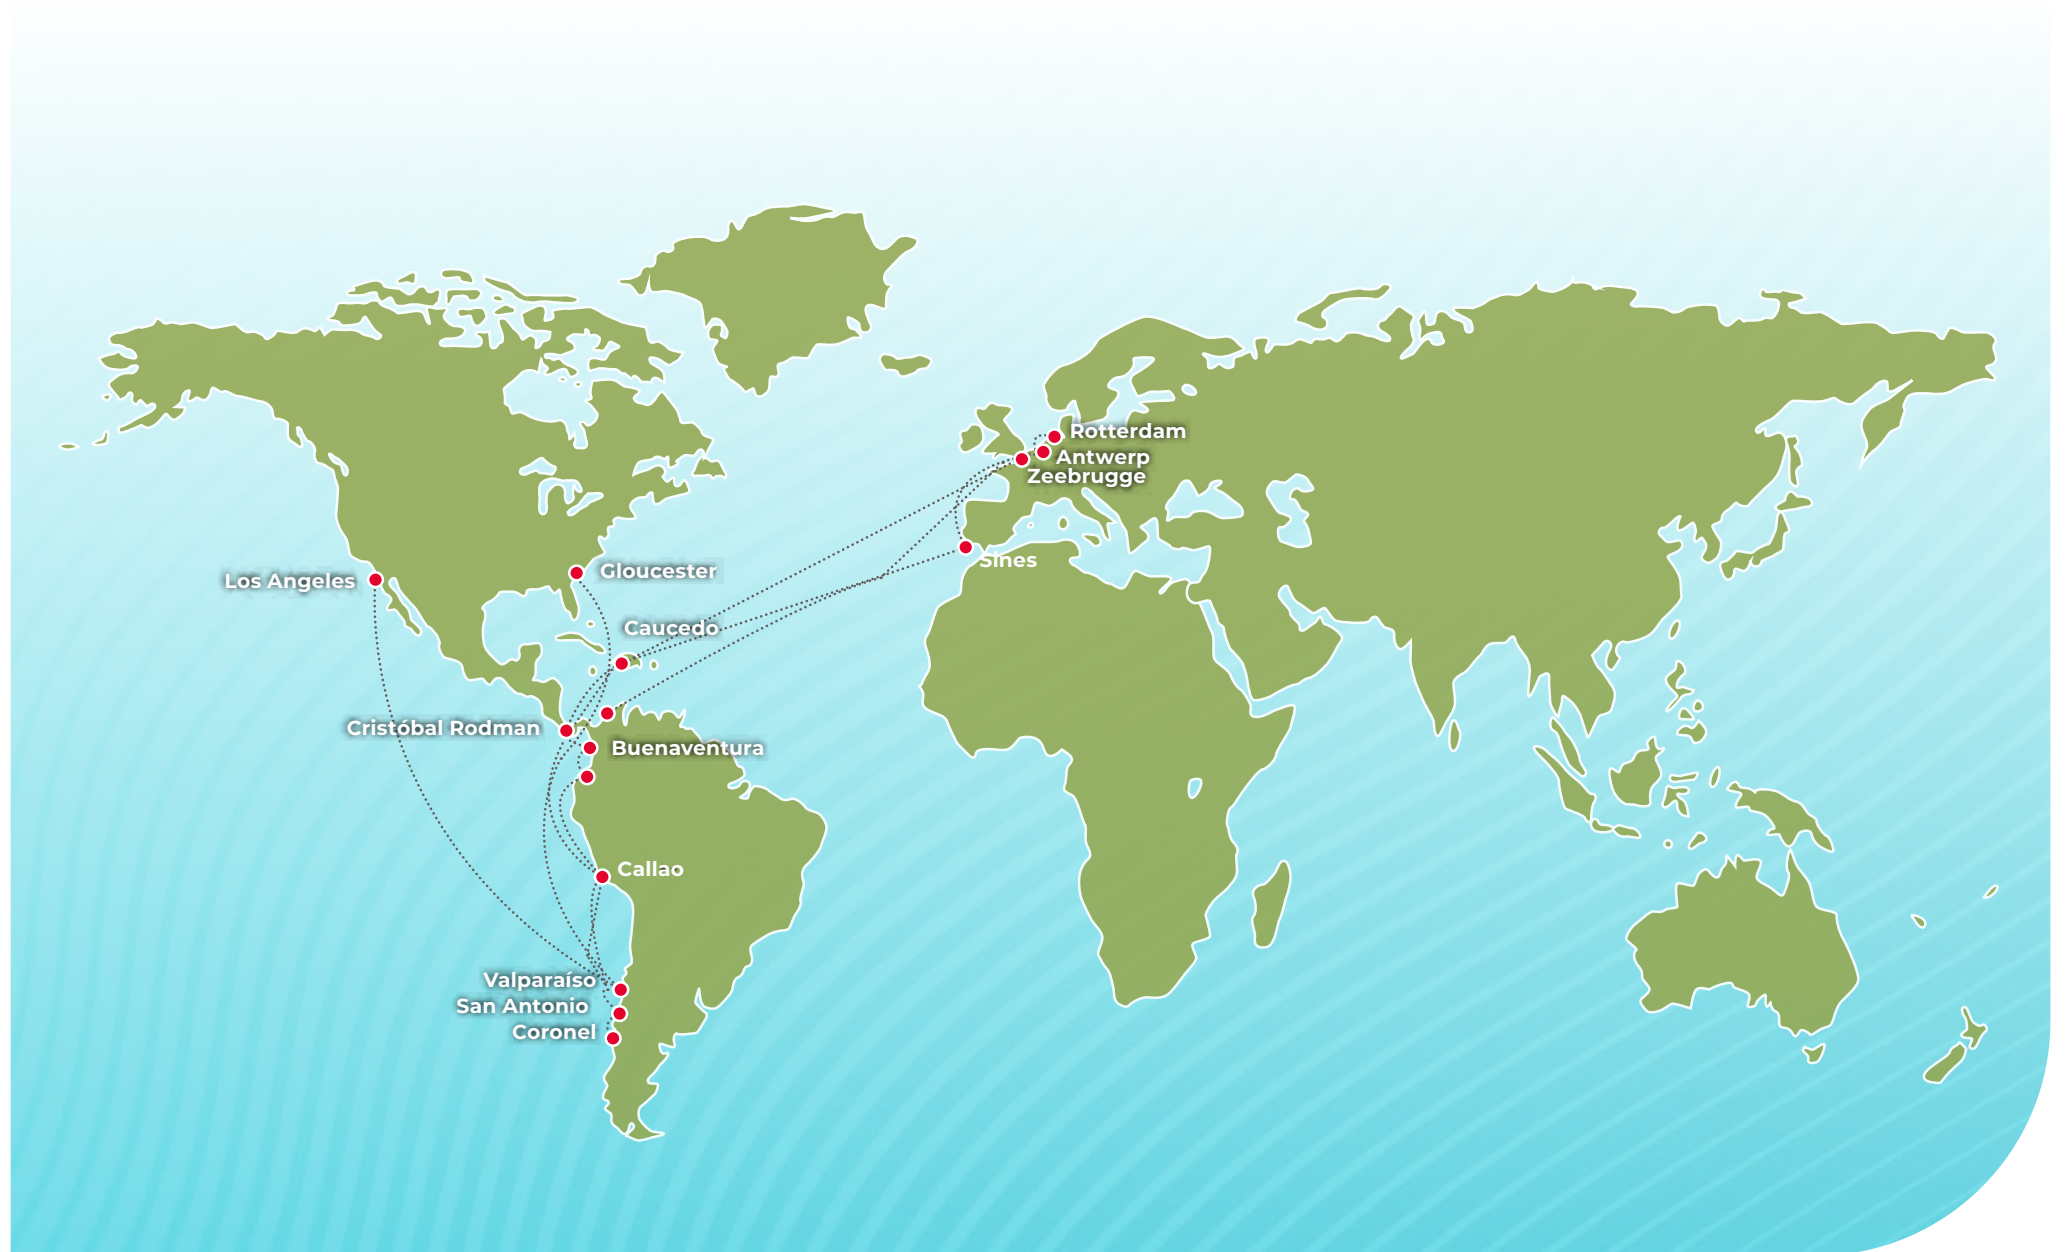 Rotterdam
Antwerp
Zeebrugge
Sines
Gloucester
Los Angeles
Caucedo
Cristóbal Rodman
Buenaventura
Callao
Valparaíso
San Antonio
Coronel